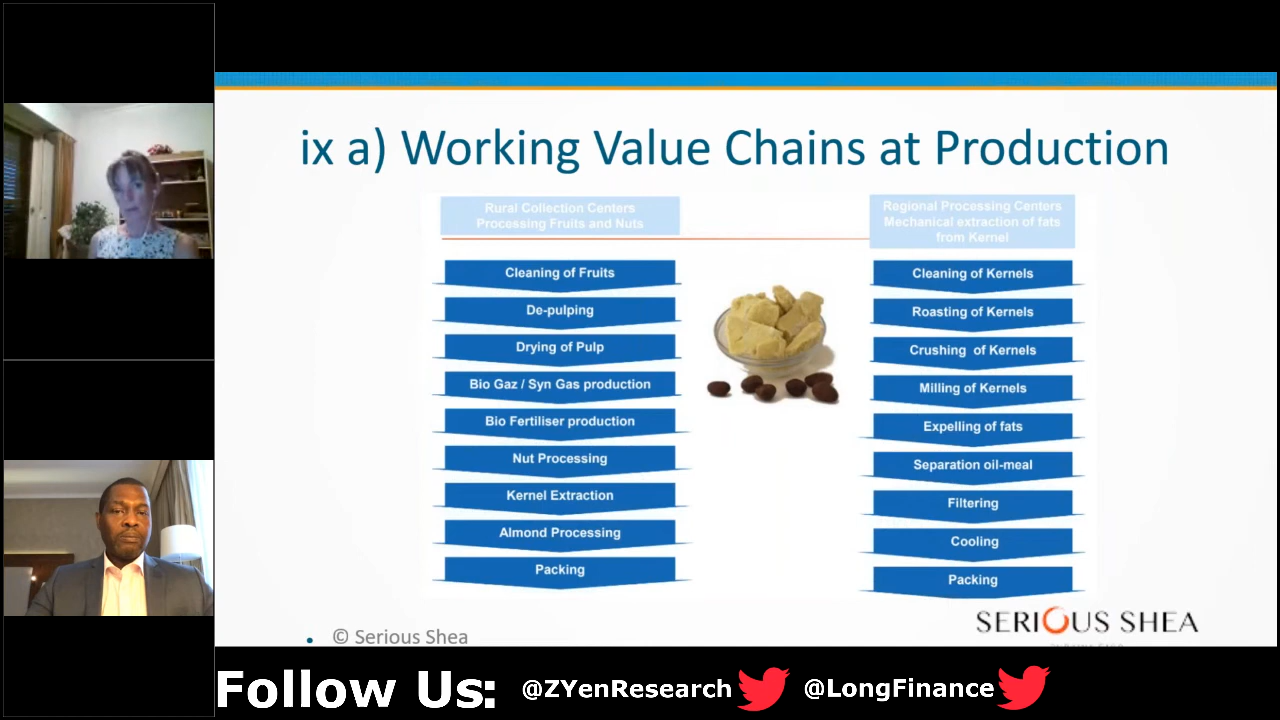 ix a) Working Value Chains at Production
Rural Collection Centers
Processing Fruits and Nuts
Cleaning of Fruits
De-pulping
Drying of Pulp
Bio Gaz / Syn Gas production
Bio Fertiliser production
Nut Processing
Kernel Extraction
Almond Processing
Packing
Regional Processing Centers
Mechanical extraction of fats
from Kernel
Cleaning of Kernels
Roasting of Kernels
Crushing of Kernels
Milling of Kernels
Expelling of fats
Separation oil-meal
Filtering
Cooling
Packing
• © Serious Shea
SERIOUS SHEA
Follow Us: @ZYenResearch @LongFinance